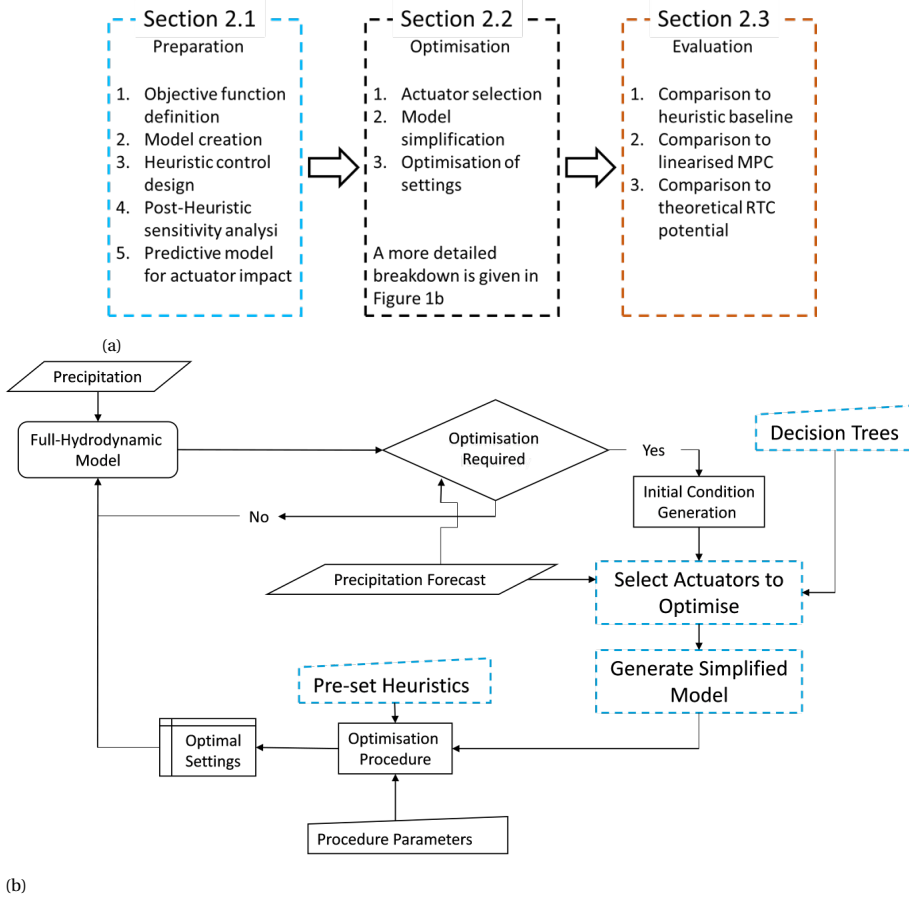 Section 2.1
Preparation
1. Objective function
definition
2. Model creation
3. Heuristic control
design
4. Post-Heuristic
sensitivity analysi
5. Predictive model
for actuator impact
Section 2.2
Optimisation
1. Actuator selection
2. Model
simplification
3. Optimisation of
settings
A more detailed
breakdown is given in
Figure 1b
Section 2.3
Evaluation
1. Comparison to
heuristic baseline
2. Comparison to
linearised MPC
3. Comparison to
theoretical RTC
potential
(a)
Precipitation
Full-Hydrodynamic
Model
Optimisation
Required
Yes
No
Decision Trees
Initial Condition
Generation
Precipitation Forecast
Select Actuators to
Optimise
Generate Simplified
Model
Pre-set Heuristics
Optimisation
Procedure
Optimal
Settings
Procedure Parameters
(b)